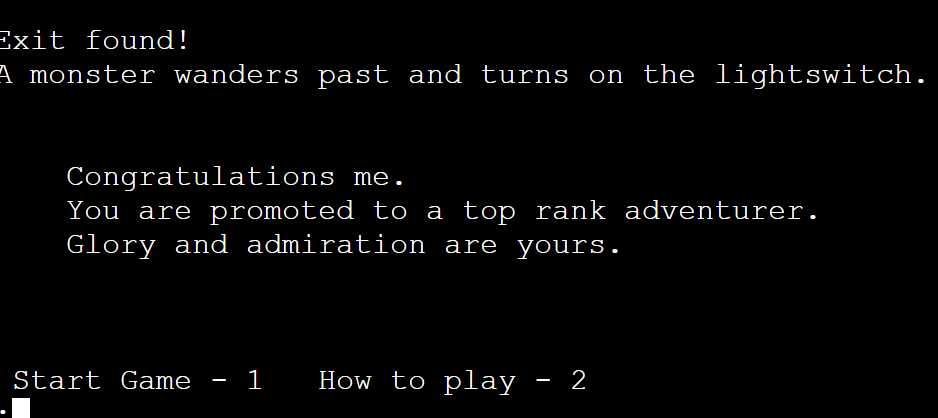 Exit found!
A monster wanders past and turns on the lightswitch.
Congratulations me.
You are promoted to a top rank adventurer.
Glory and admiration are yours.
Start Game - 1   How to play - 2
.